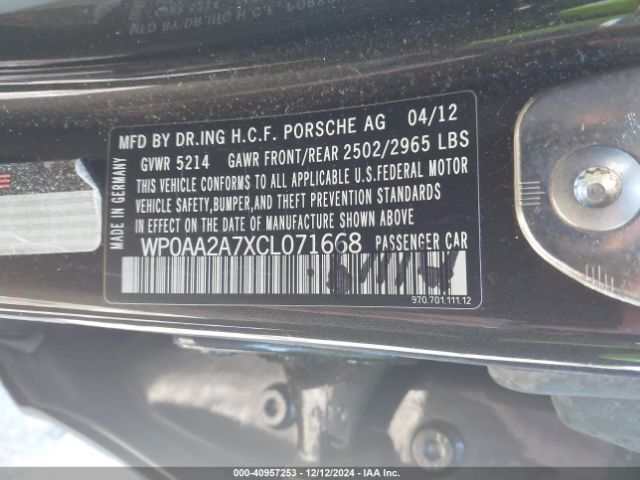 MFD BY DR.ING H.C.F. PORSCHE AG 04/12
GVWR 5214 GAWR FRONT/REAR 2502/2965 LBS
THIS VEHICLE CONFORMS TO ALL APPLICABLE U.S.FEDERAL MOTOR
VEHICLE SAFETY,BUMPER,AND THEFT PREVENTION STANDARDS
IN EFFECT ON THE DATE OF MANUFACTURE SHOWN ABOVE
WP0AA2A7XCL071668 PASSENGER CAR
970.701.111.12
MADE IN GERMANY
000-40957253 - 12/12/2024 - IAA Inc.